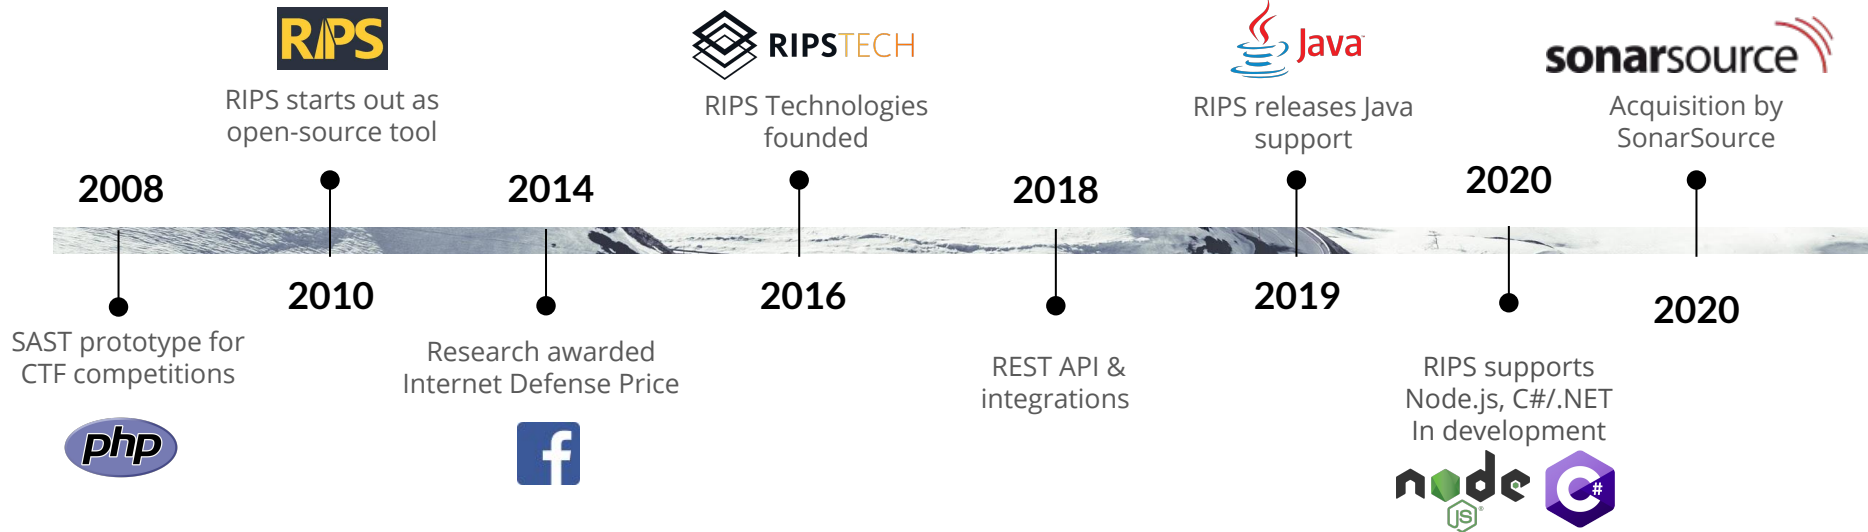 RIPS
RIPS starts out as
open-source tool
RIPSTECH
RIPS Technologies
founded
Java
RIPS releases Java
support
sonarsource
Acquisition by
SonarSource
2008
2014
2018
2020
2010
2016
2019
2020
SAST prototype for
CTF competitions
php
Research awarded
Internet Defense Price
f
REST API &
integrations
RIPS supports
Node.js, C#/.NET
In development
node
JS
C#